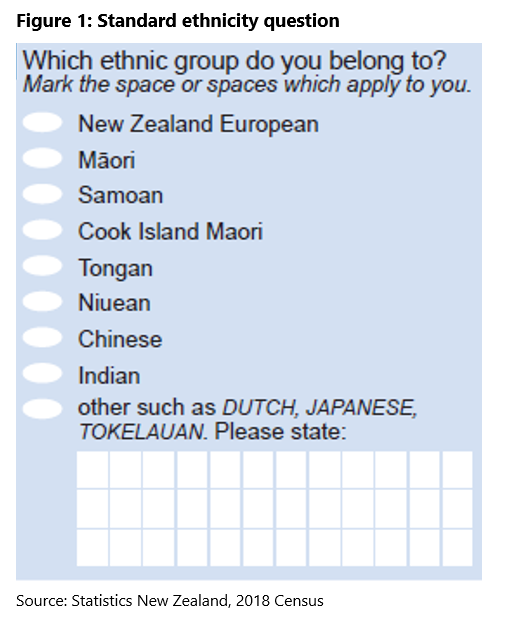 Figure 1: Standard ethnicity question
Which ethnic group do you belong to?
Mark the space or spaces which apply to you.
New Zealand European
Māori
Samoan
Cook Island Maori
Tongan
Niuean
Chinese
Indian
other such as DUTCH, JAPANESE,
TOKELAUAN. Please state:
Source: Statistics New Zealand, 2018 Census